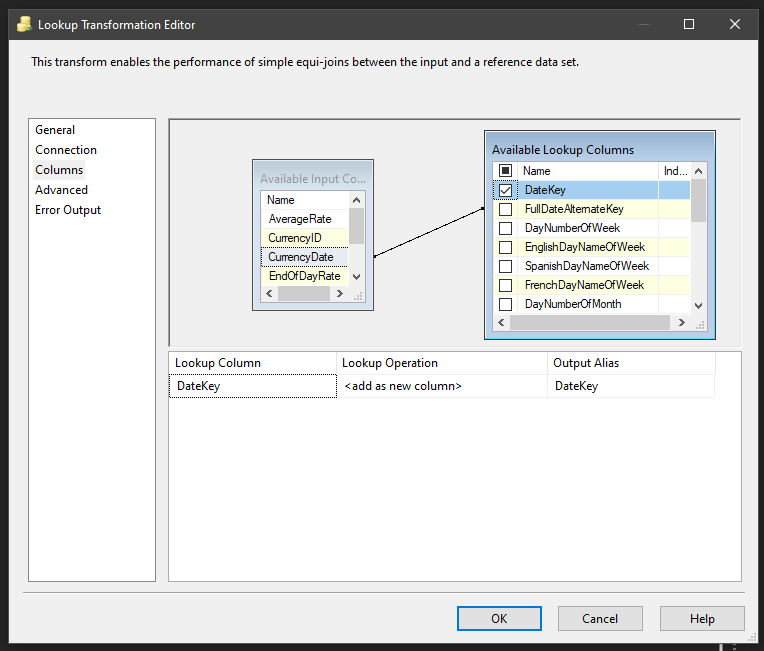 Lookup Transformation Editor
This transform enables the performance of simple equi-joins between the input and a reference data set.
General
Connection
Columns
Advanced
Error Output
Available Input Co...
Name
AverageRate
CurrencyID
CurrencyDate
EndOfDayRate
Available Lookup Columns
Name Ind...
DateKey
FullDateAlternateKey
DayNumberOfWeek
EnglishDayNameOfWeek
SpanishDayNameOfWeek
FrenchDayNameOfWeek
DayNumberOfMonth
Lookup Column Lookup Operation Output Alias
DateKey <add as new column> DateKey
OK Cancel Help